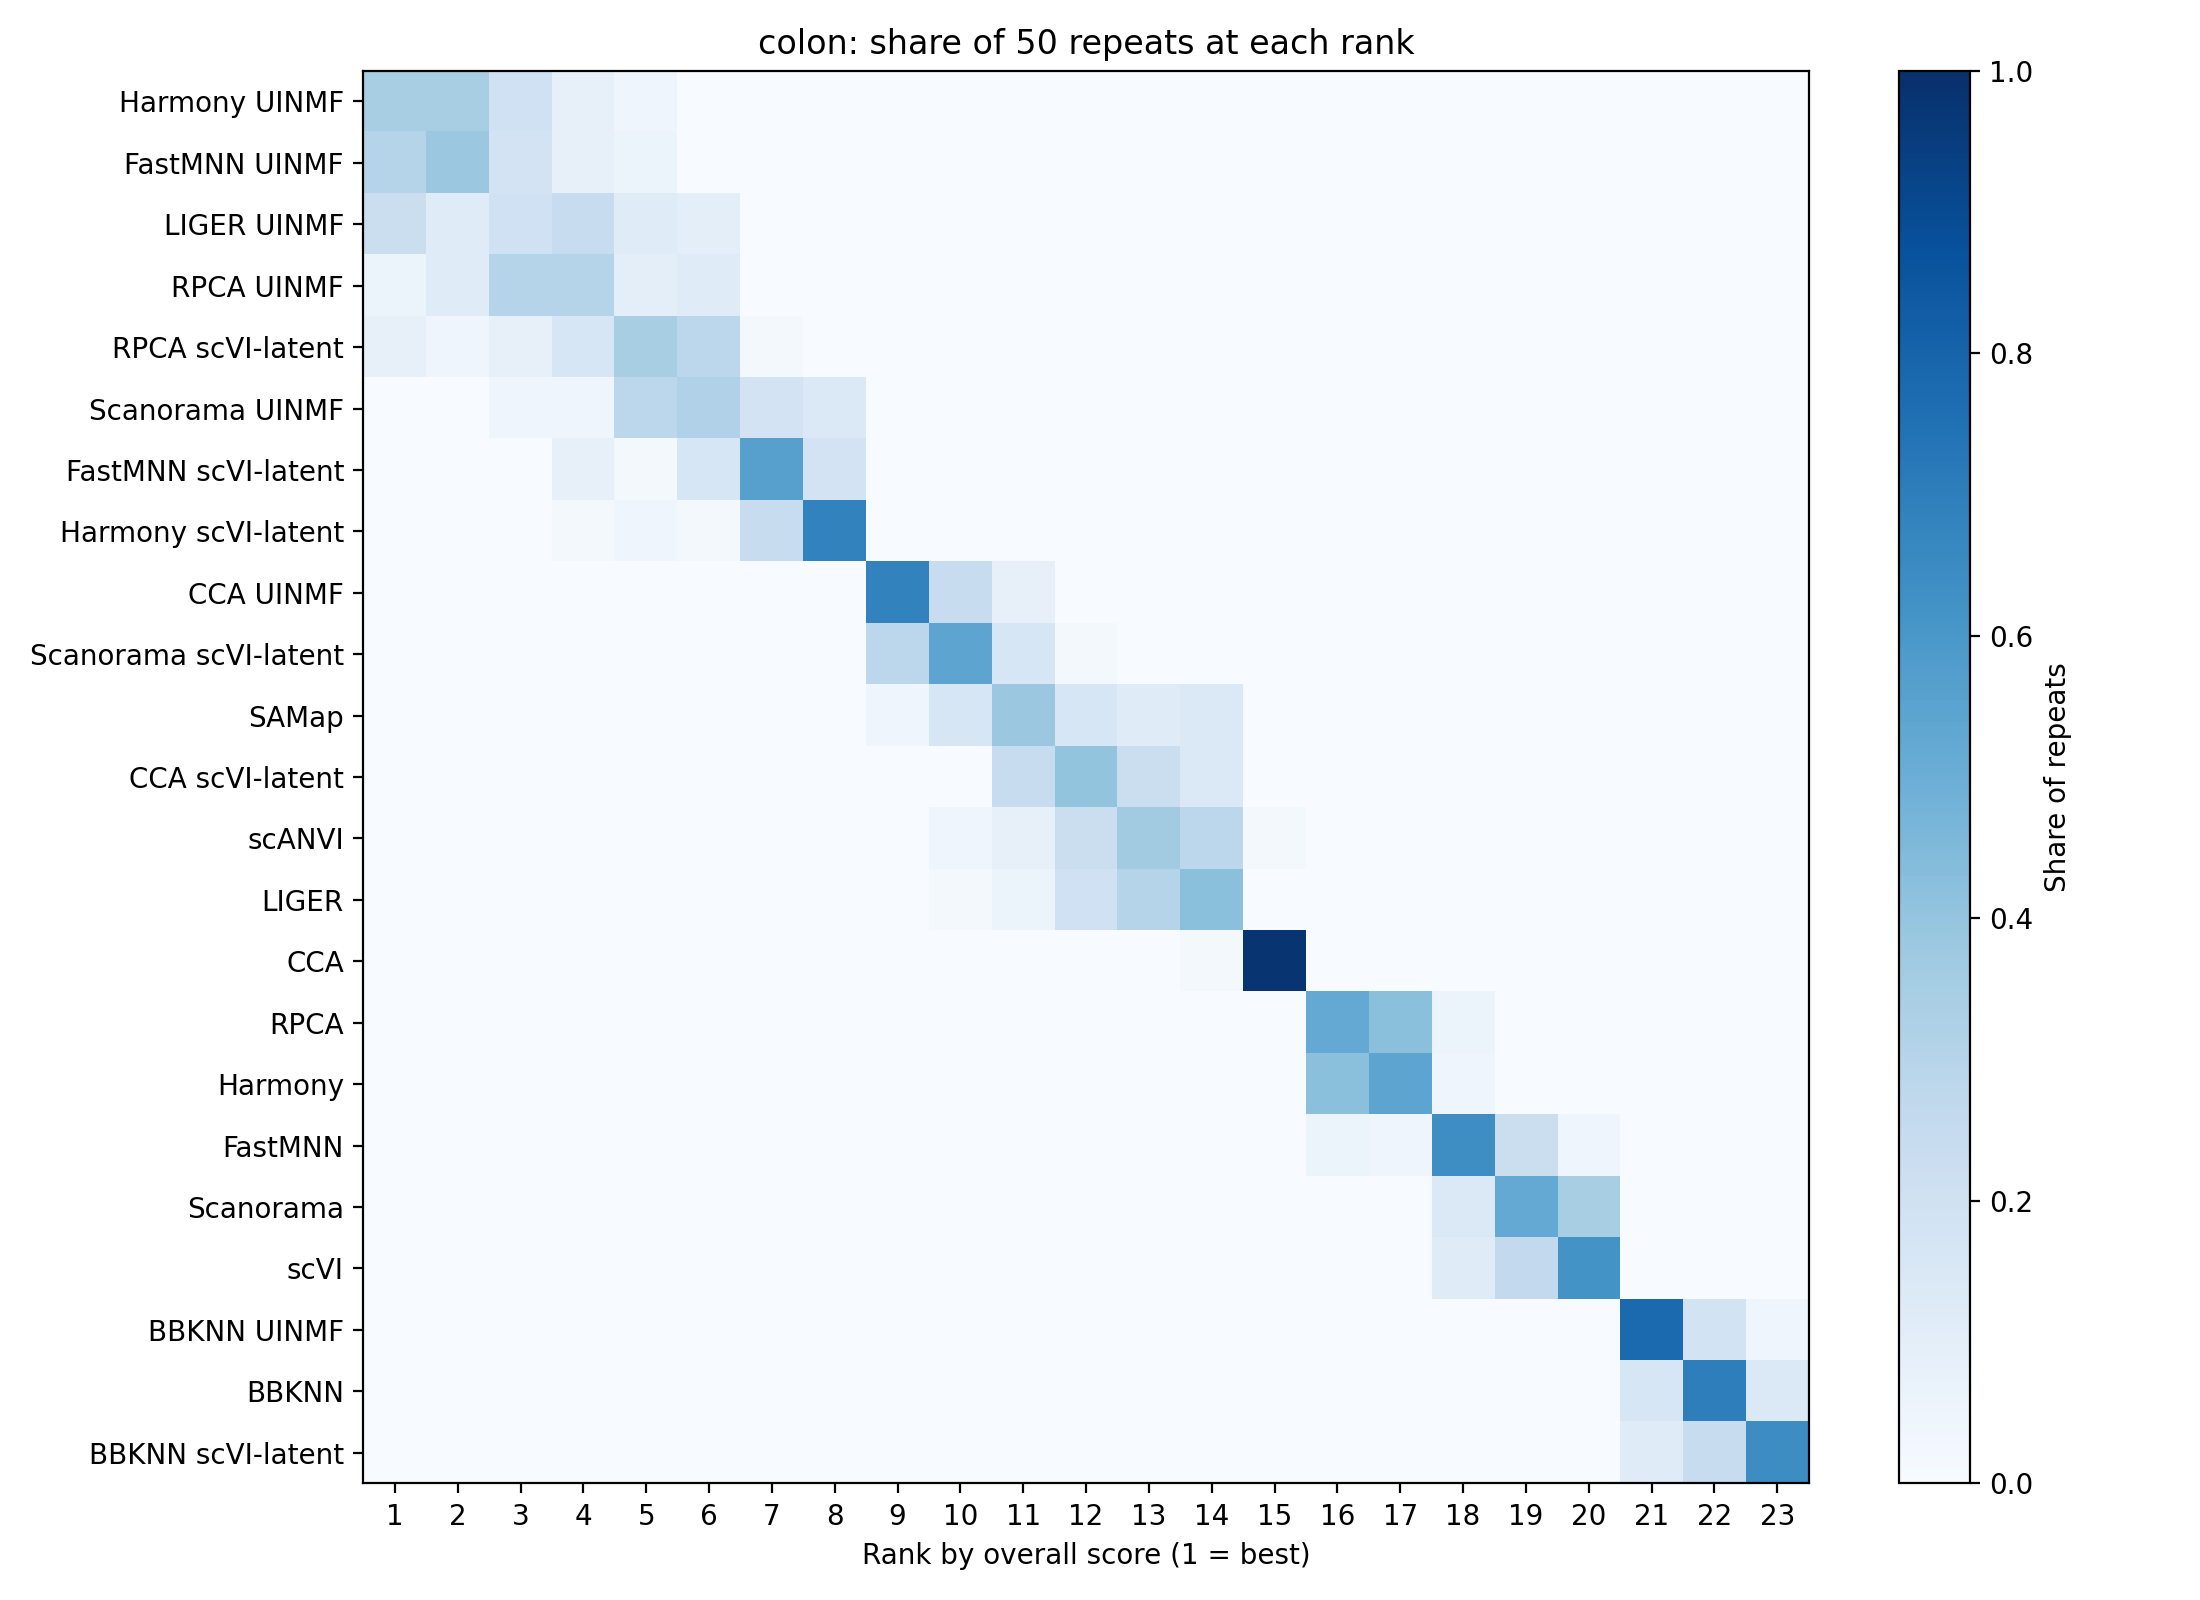 colon: share of 50 repeats at each rank
Harmony UINMF
FastMNN UINMF
LIGER UINMF
RPCA UINMF
RPCA scVI-latent
Scanorama UINMF
FastMNN scVI-latent
Harmony scVI-latent
CCA UINMF
Scanorama scVI-latent
SAMap
CCA scVI-latent
scANVI
LIGER
CCA
RPCA
Harmony
FastMNN
Scanorama
scVI
BBKNN UINMF
BBKNN
BBKNN scVI-latent
1 2 3 4 5 6 7 8 9 10 11 12 13 14 15 16 17 18 19 20 21 22 23
Rank by overall score (1 = best)
1.0
0.8
0.6
0.4
0.2
0.0
Share of repeats